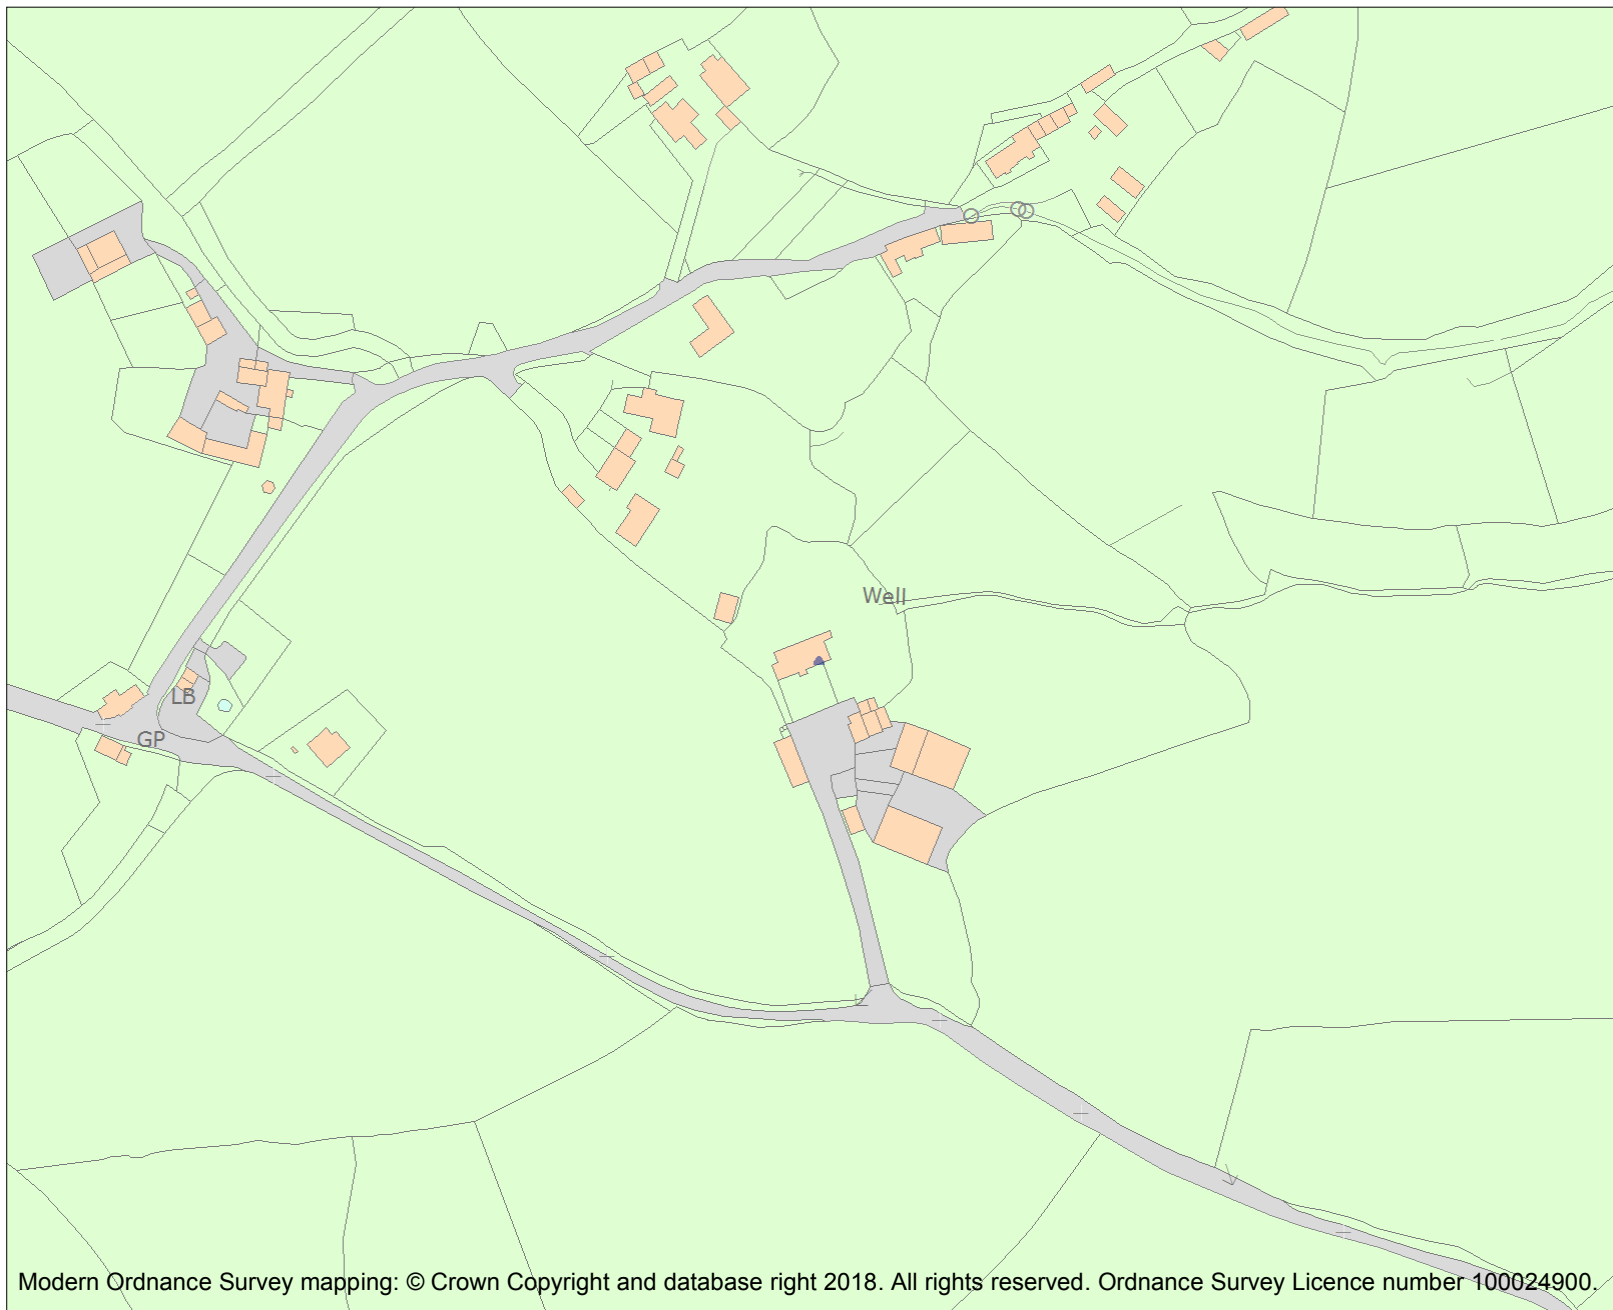 Well
LB
GP
Modern Ordnance Survey mapping: © Crown Copyright and database right 2018. All rights reserved. Ordnance Survey Licence number 100024900.